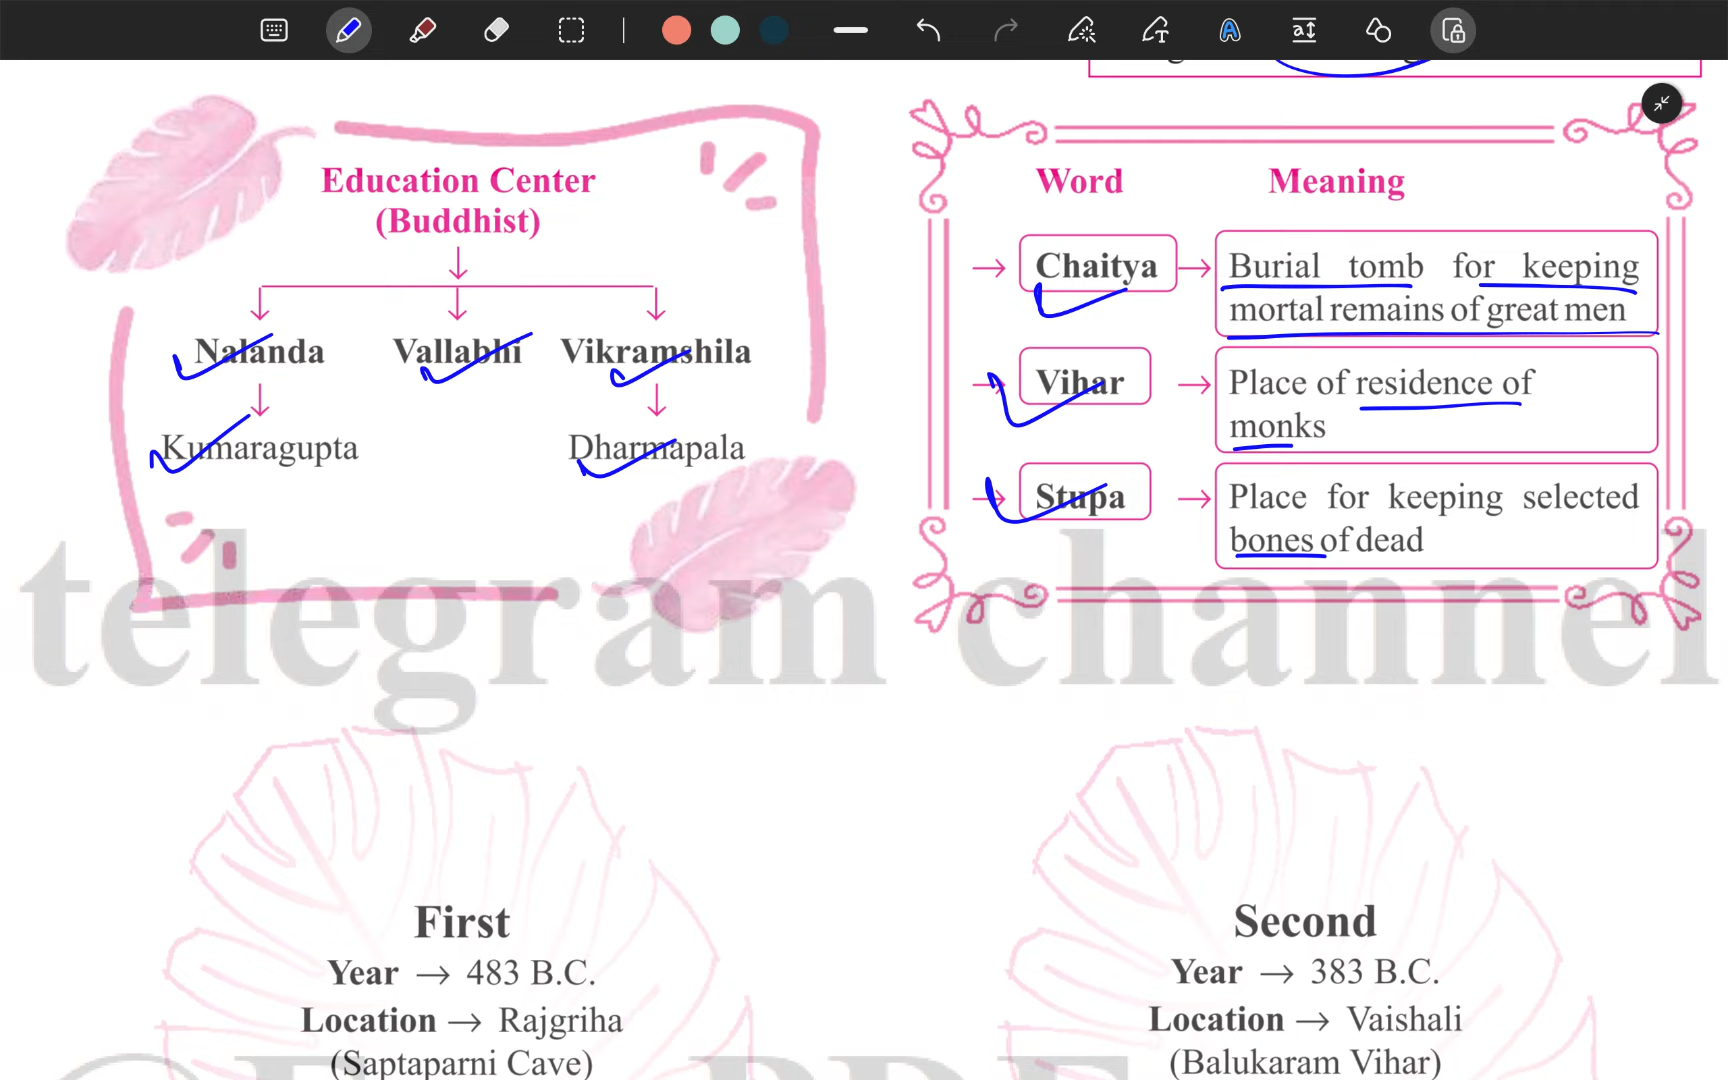 Education Center
(Buddhist)
Nalanda Vallabhi Vikramshila
Kumaragupta Dharmapala
Word Meaning
Chaitya Burial tomb for keeping
mortal remains of great men
Vihar Place of residence of
monks
Stupa Place for keeping selected
bones of dead
telegram channel
First
Year → 483 B.C.
Location → Rajgriha
(Saptaparni Cave)
Second
Year → 383 B.C.
Location → Vaishali
(Balukaram Vihar)